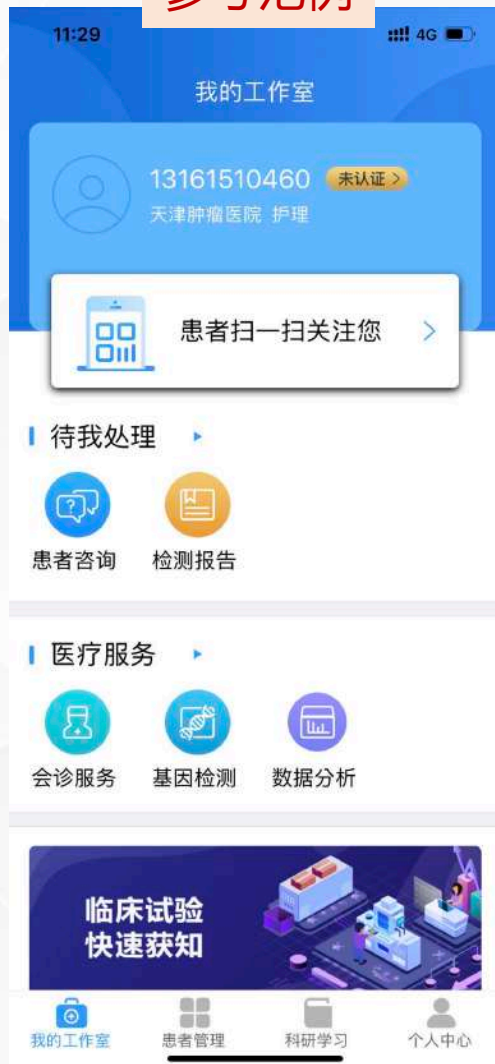 参考范例
11:29
4G
我的工作室
13161510460 未认证 >
天津肿瘤医院 护理
患者扫一扫关注您 >
待我处理
患者咨询 检测报告
医疗服务
会诊服务 基因检测 数据分析
临床试验
快速获知
我的工作室 患者管理 科研学习 个人中心